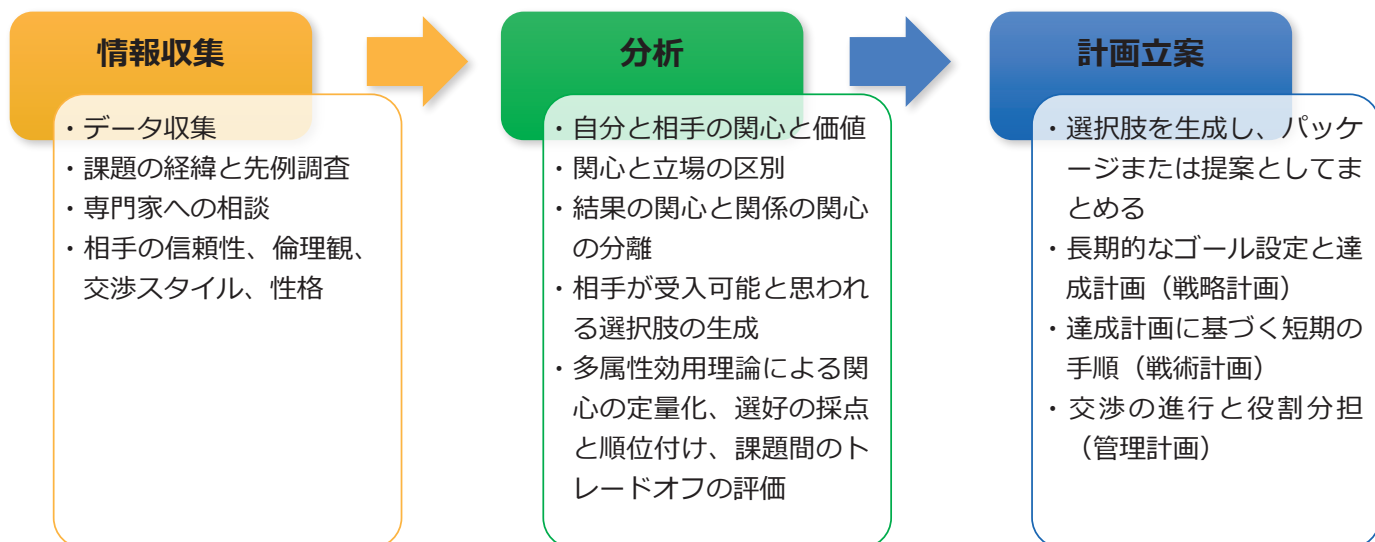 情報収集
・データ収集
・課題の経緯と先例調査
・専門家への相談
・相手の信頼性、倫理観、
交渉スタイル、性格
分析
・自分と相手の関心と価値
・関心と立場の区別
・結果の関心と関係の関心
の分離
・相手が受入可能と思われ
る選択肢の生成
・多属性効用理論による関
心の定量化、選好の採点
と順位付け、課題間のト
レードオフの評価
計画立案
・選択肢を生成し、パッケ
ージまたは提案としてま
とめる
・長期的なゴール設定と達
成計画（戦略計画）
・達成計画に基づく短期の
手順（戦術計画）
・交渉の進行と役割分担
（管理計画）